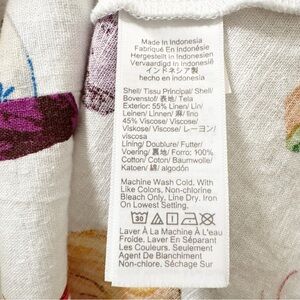 Made In Indonesia
Fabriqué En Indonésie
Hergestellt In Indonesien
Vervaardigd In Indonesië
インドネシア製
hecho en indonesia
Shell/ Tissu Principal/ Shell/
Bovenstof/ 表地/ Tela
Exterior: 55% Linen/ Lin/
Leinen/ Linnen/ 麻/ lino
45% Viscose/ Viscose/
Viskose/ Viscose/ レーヨン/
viscosa
Lining/ Doublure/ Futter/
Voering/ 裏地/ Forro: 100%
Cotton/ Coton/ Baumwolle/
Katoen/ 綿/ algodón
Machine Wash Cold. With
Like Colors. Non-chlorine
Bleach Only. Line Dry. Iron On
Lowest Setting.
30
Laver À La Machine À L'eau
Froide. Laver En Séparant
Les Couleurs. Seulement
Agent De Blanchiment
Non-chlore. Séchage Sur